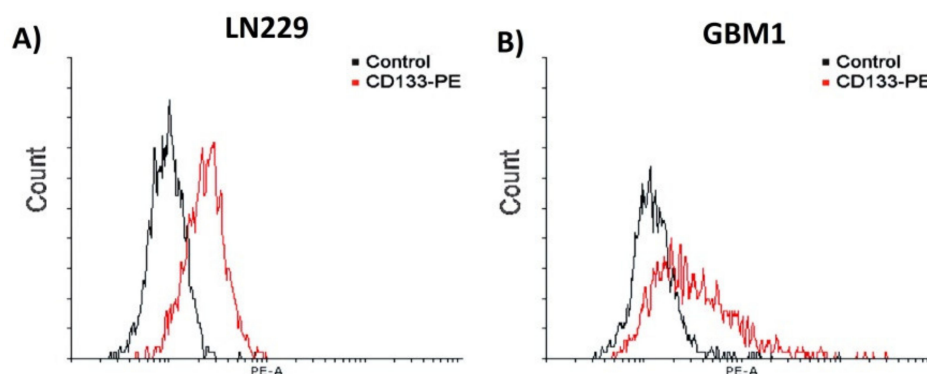 A)
LN229
Control
CD133-PE
Count
PE-A
B)
GBM1
Control
CD133-PE
Count
PE-A